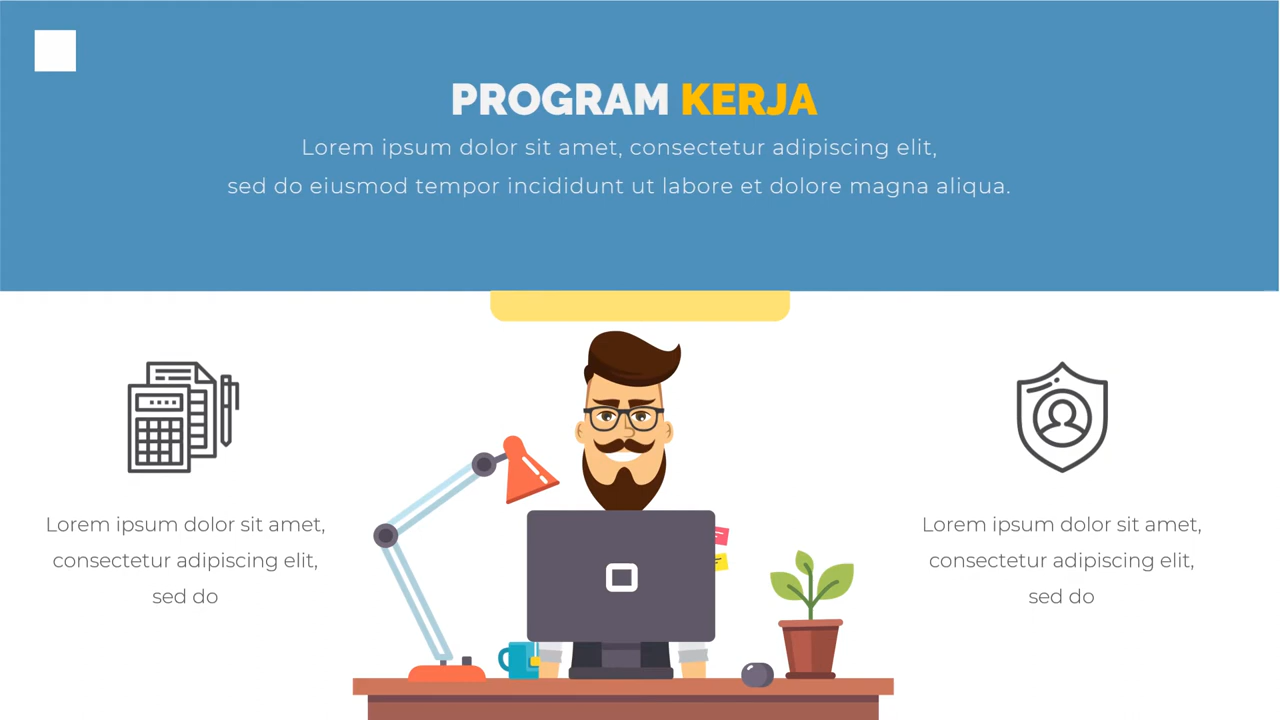 PROGRAM KERJA
Lorem ipsum dolor sit amet, consectetur adipiscing elit,
sed do eiusmod tempor incididunt ut labore et dolore magna aliqua.
Lorem ipsum dolor sit amet,
consectetur adipiscing elit,
sed do
Lorem ipsum dolor sit amet,
consectetur adipiscing elit,
sed do